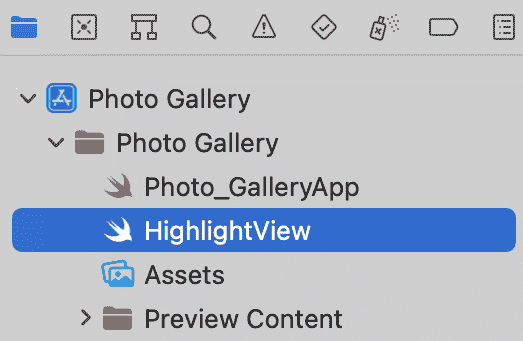 Photo Gallery
Photo Gallery
Photo_GalleryApp
HighlightView
Assets
Preview Content